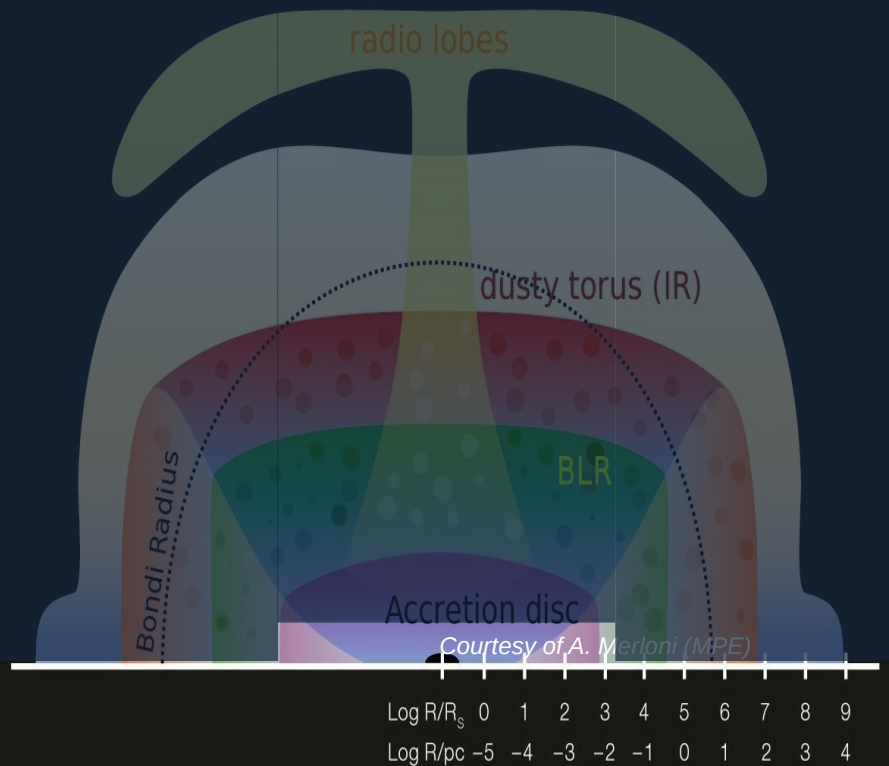 radio lobes
dusty torus (IR)
BLR
Bondi Radius
Accretion disc
Courtesy of A. Merloni (MPE)
Log R/Rs 0 1 2 3 4 5 6 7 8 9
Log R/pc −5 −4 −3 −2 −1 0 1 2 3 4